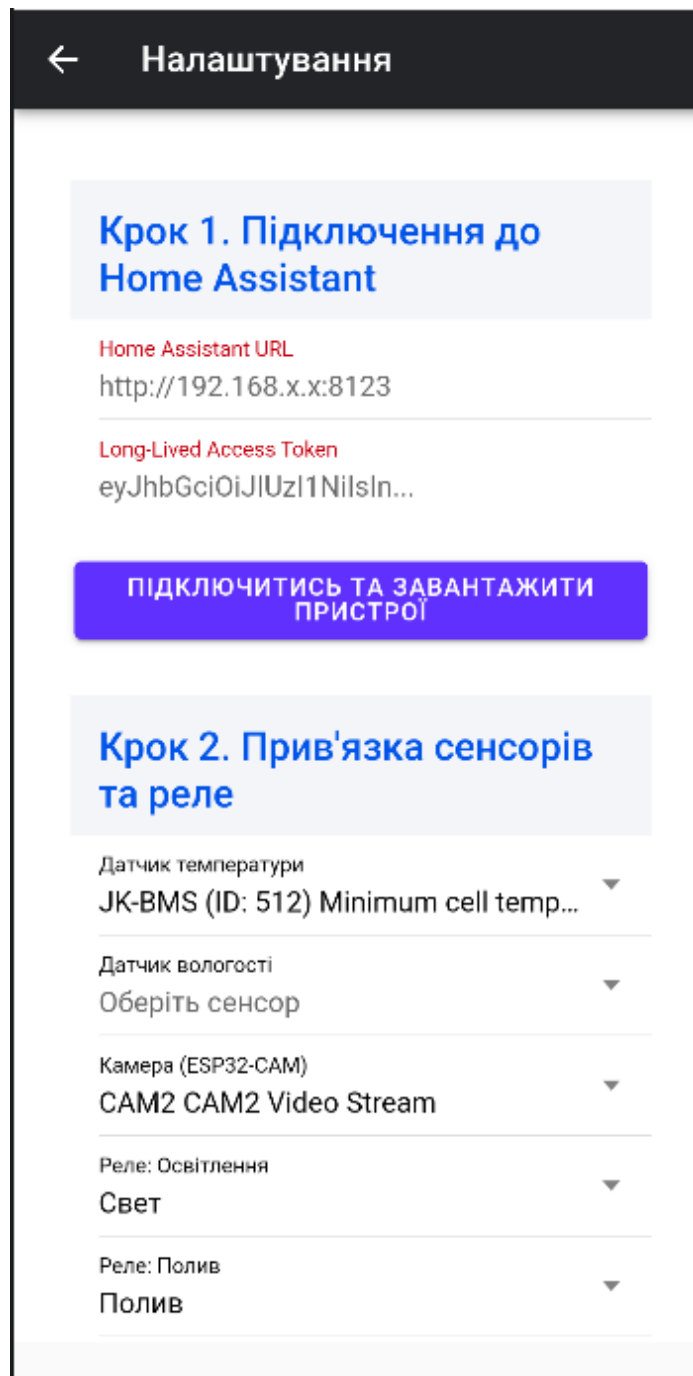 Налаштування
Крок 1. Підключення до
Home Assistant
Home Assistant URL
http://192.168.x.x:8123
Long-Lived Access Token
eyJhbGciOiJIUzI1NiIsIn...
ПІДКЛЮЧИТИСЬ ТА ЗАВАНТАЖИТИ
ПРИСТРОЇ
Крок 2. Прив'язка сенсорів
та реле
Датчик температури
JK-BMS (ID: 512) Minimum cell temp...
Датчик вологості
Оберіть сенсор
Камера (ESP32-CAM)
CAM2 CAM2 Video Stream
Реле: Освітлення
Свет
Реле: Полив
Полив